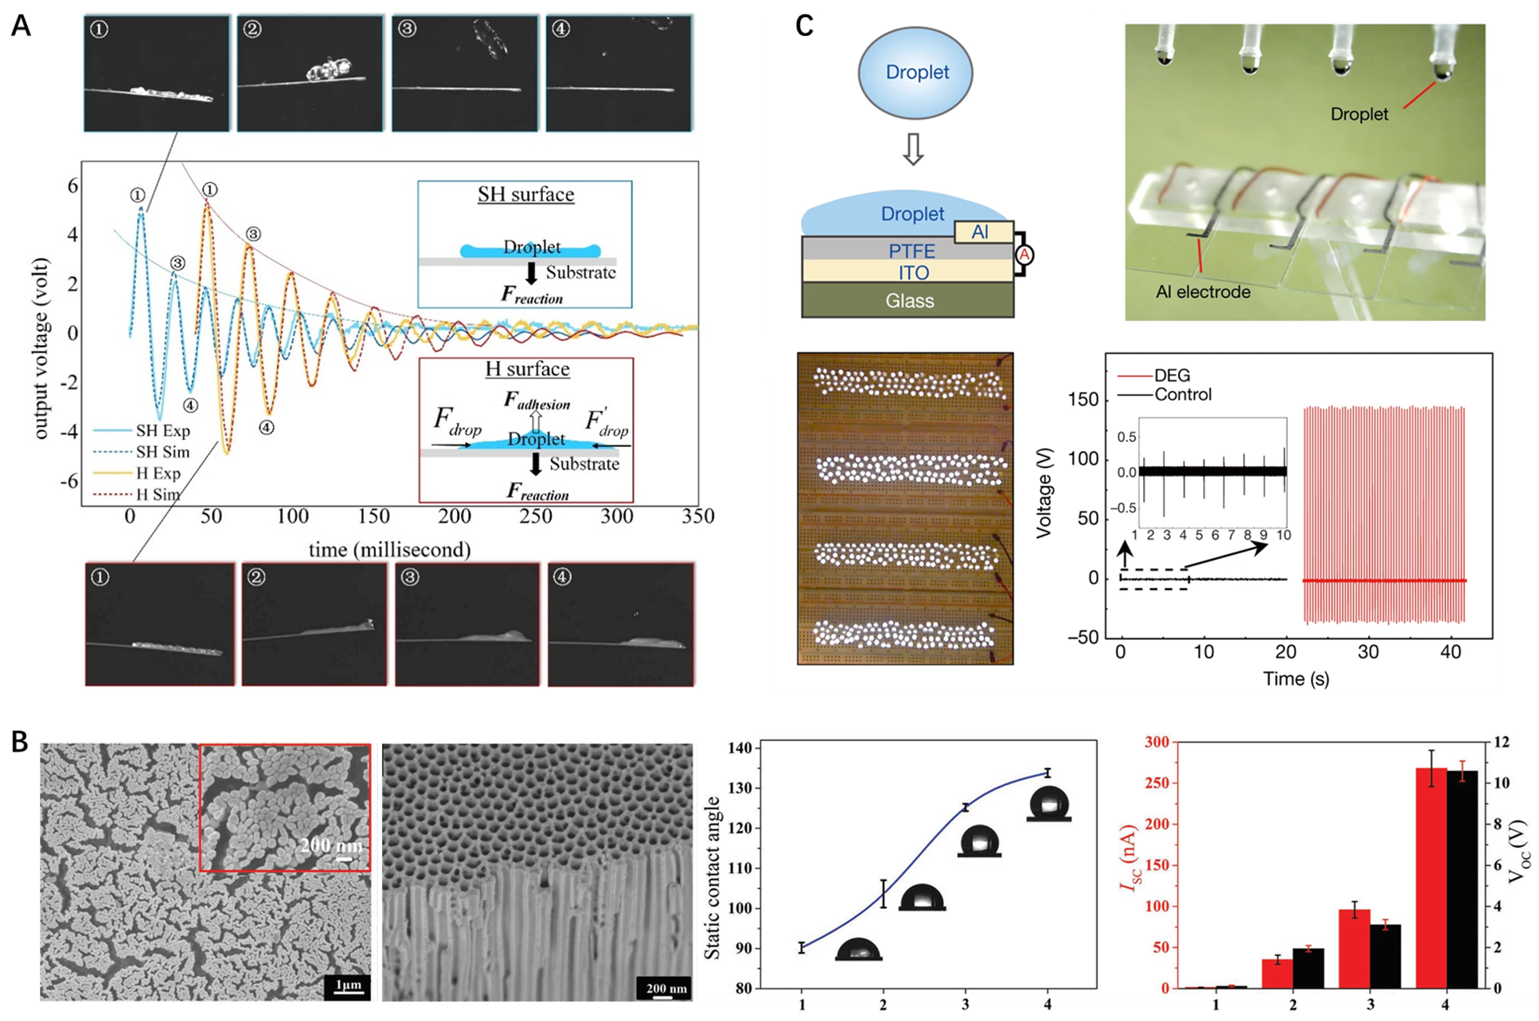 A
①
②
③
④
output voltage (volt)
6
4
2
0
-2
-4
-6
①
③
④
①
③
④
SH surface
Droplet
Substrate
Freaction
H surface
Fadhesion
Fdrop
F'drop
Droplet
Substrate
Freaction
SH Exp
SH Sim
H Exp
H Sim
0 50 100 150 200 250 300 350
time (millisecond)
①
②
③
④
C
Droplet
Droplet
Al
PTFE
ITO
Glass
A
Droplet
Al electrode
Voltage (V)
150
100
50
0
−50
DEG
Control
0.5
0.0
−0.5
1 2 3 4 5 6 7 8 9 10
0 10 20 30 40
Time (s)
B
200 nm
1μm
200 nm
Static contact angle
140
130
120
110
100
90
80
1 2 3 4
ISC (nA)
300
250
200
150
100
50
0
12
10
8
6
4
2
0
VOC (V)
1 2 3 4